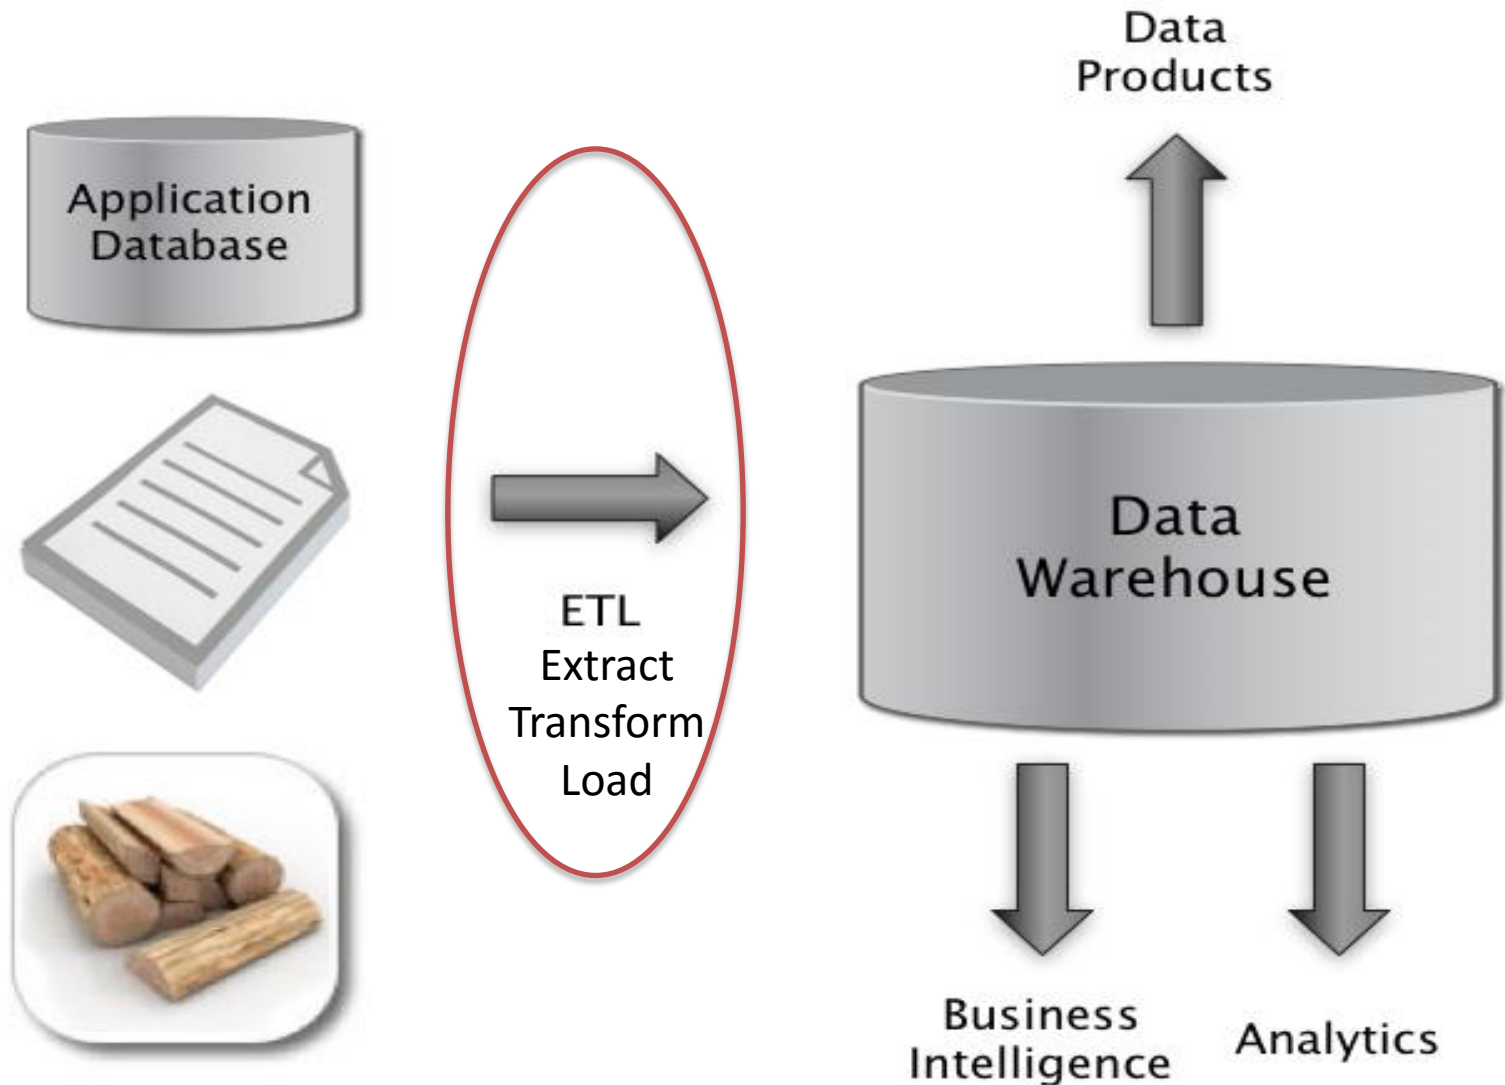 Application
Database
ETL
Extract
Transform
Load
Data
Products
Data
Warehouse
Business
Intelligence
Analytics